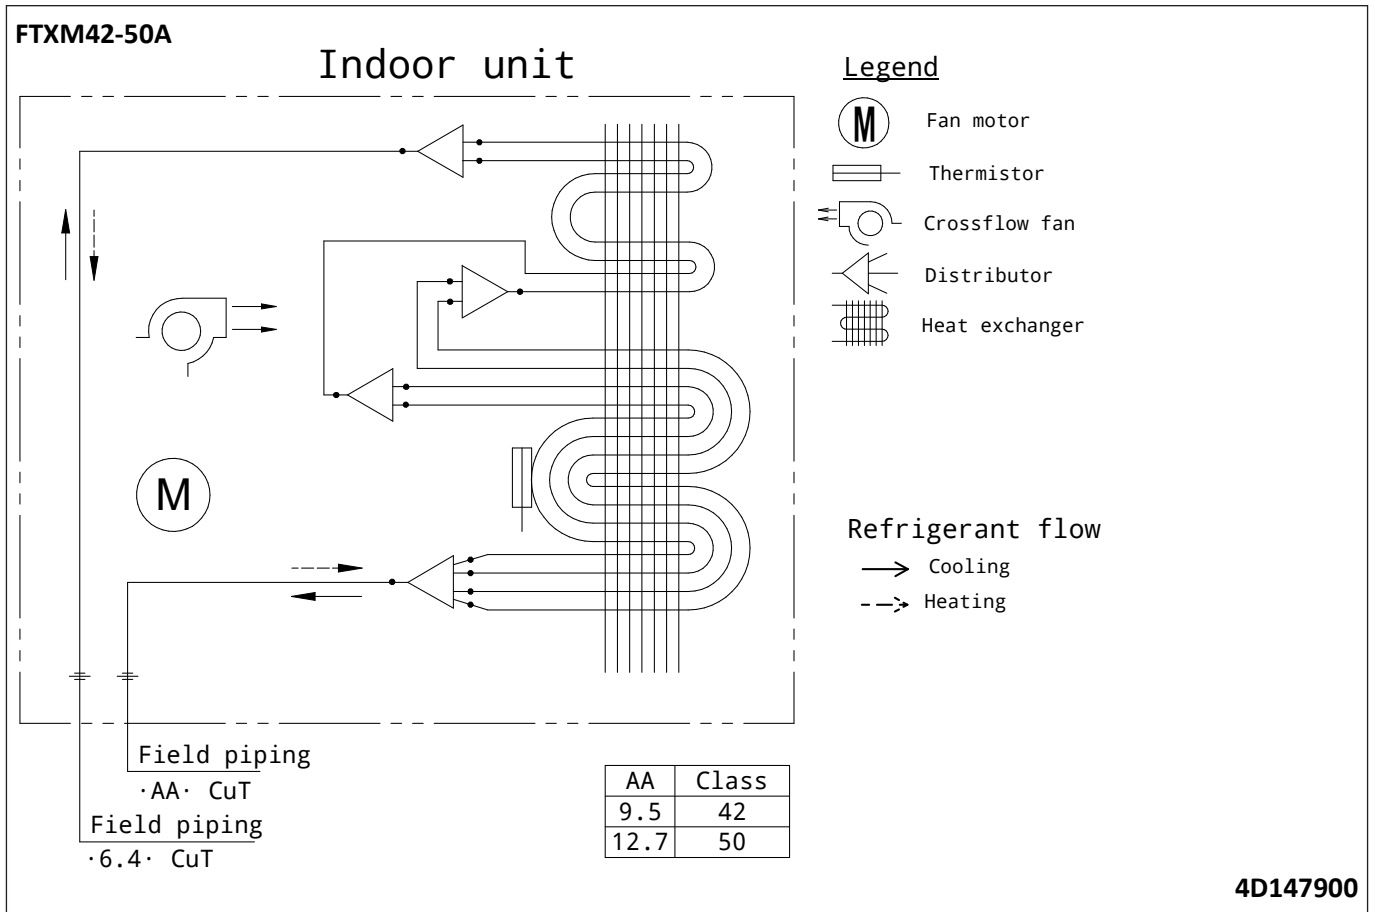 FTXM42-50A
Indoor unit
Legend
M
Fan motor
Thermistor
Crossflow fan
Distributor
Heat exchanger
M
Refrigerant flow
Cooling
Heating
Field piping
·AA· CuT
Field piping
·6.4· CuT
AA Class
9.5 42
12.7 50
4D147900